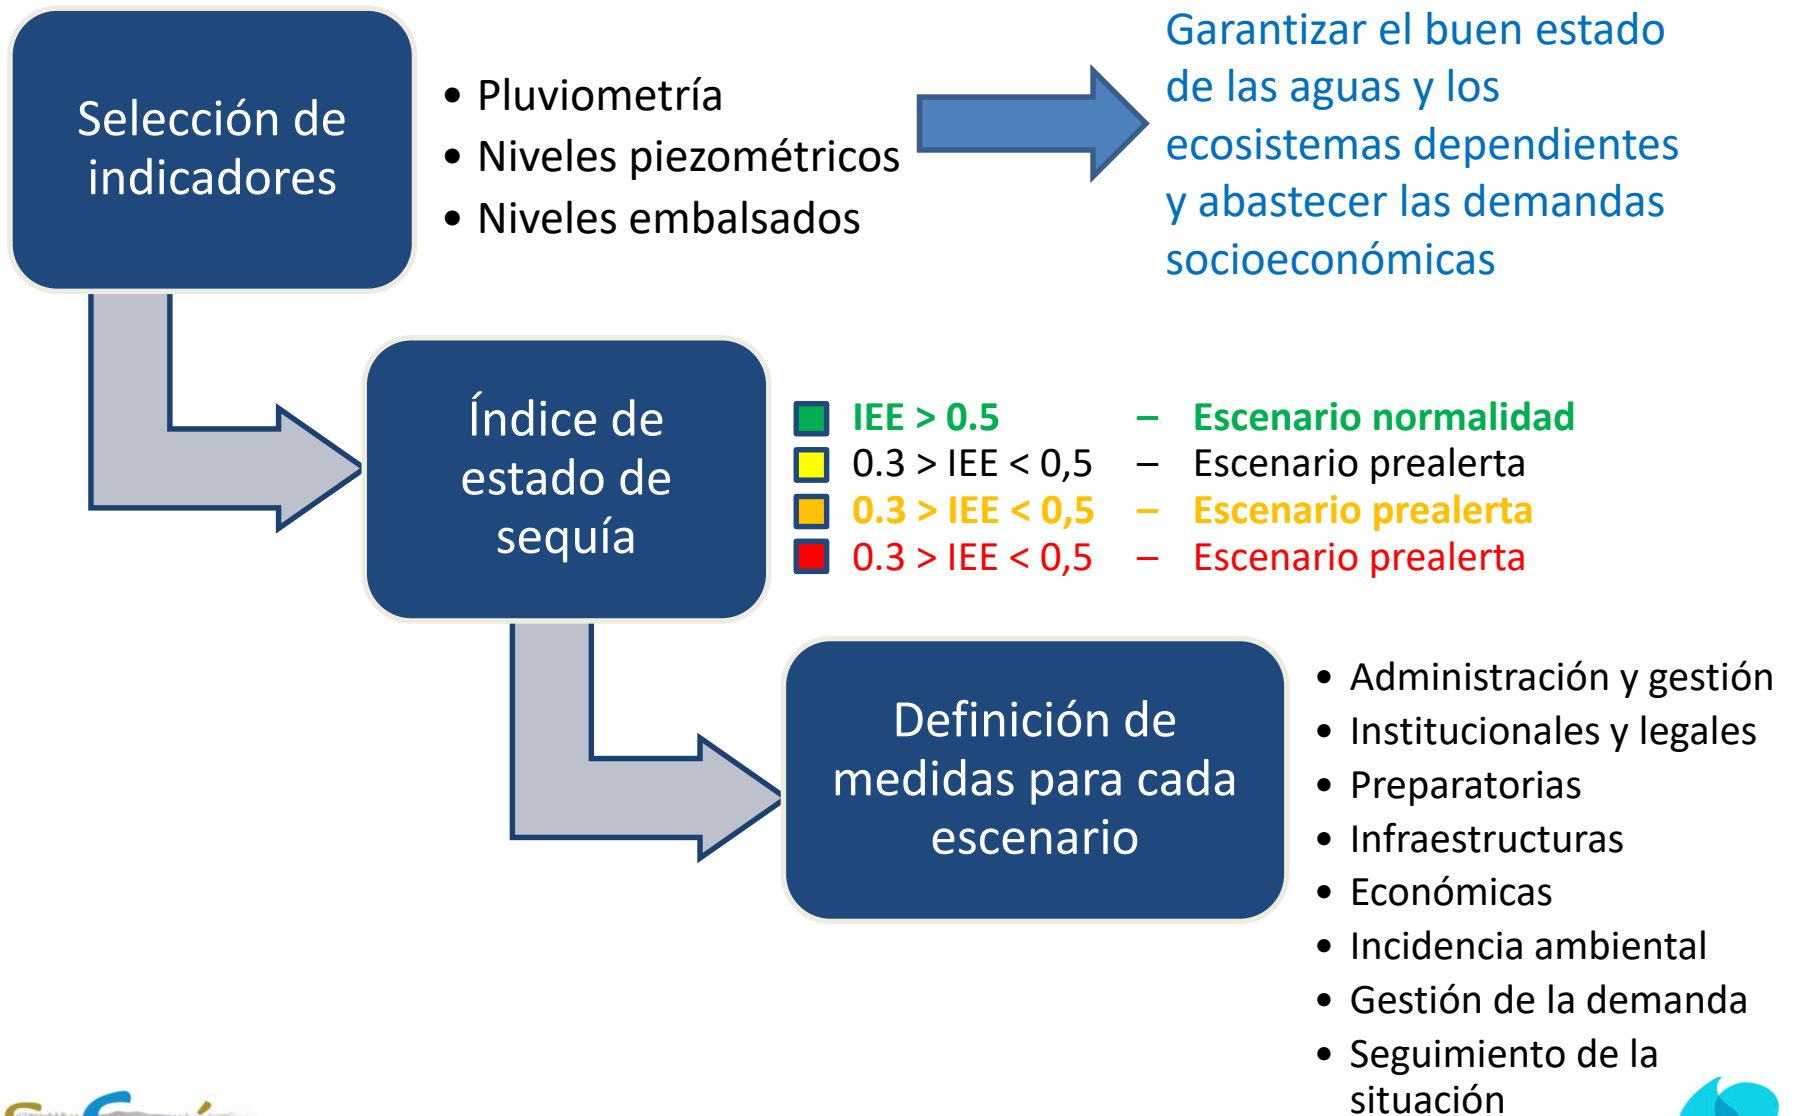 Selección de
indicadores
• Pluviometría
• Niveles piezométricos
• Niveles embalsados
Garantizar el buen estado
de las aguas y los
ecosistemas dependientes
y abastecer las demandas
socioeconómicas
Índice de
estado de
sequía
IEE > 0.5 – Escenario normalidad
0.3 > IEE < 0,5 – Escenario prealerta
0.3 > IEE < 0,5 – Escenario prealerta
0.3 > IEE < 0,5 – Escenario prealerta
Definición de
medidas para cada
escenario
• Administración y gestión
• Institucionales y legales
• Preparatorias
• Infraestructuras
• Económicas
• Incidencia ambiental
• Gestión de la demanda
• Seguimiento de la
situación